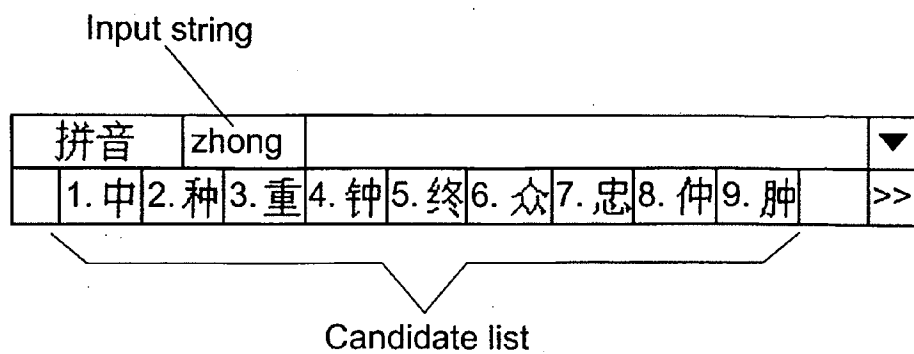 Input string
拼音 zhong ▼
1. 中 2. 种 3. 重 4. 钟 5. 终 6. 众 7. 忠 8. 仲 9. 肿 >>
Candidate list